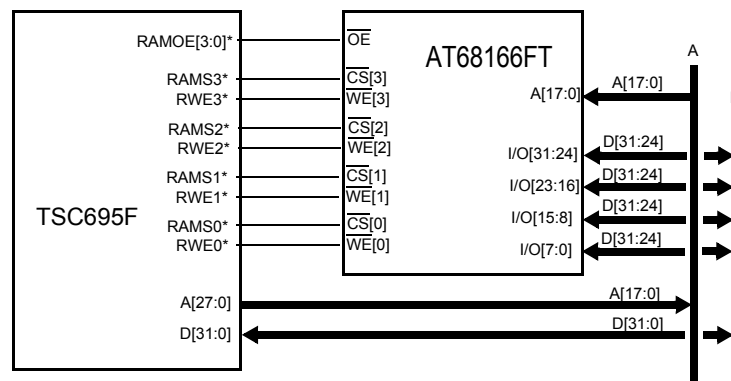 RAMOE[3:0]* OE AT68166FT A
RAMS3* CS[3] A[17:0]
RWE3* WE[3] A[17:0]
RAMS2* CS[2]
RWE2* WE[2] D[31:24]
I/O[31:24]
RAMS1* CS[1] D[31:24]
RWE1* WE[1] I/O[23:16]
TSC695F D[31:24]
RAMS0* CS[0] I/O[15:8]
RWE0* WE[0] D[31:24]
I/O[7:0]
A[27:0] A[17:0]
D[31:0] D[31:0]